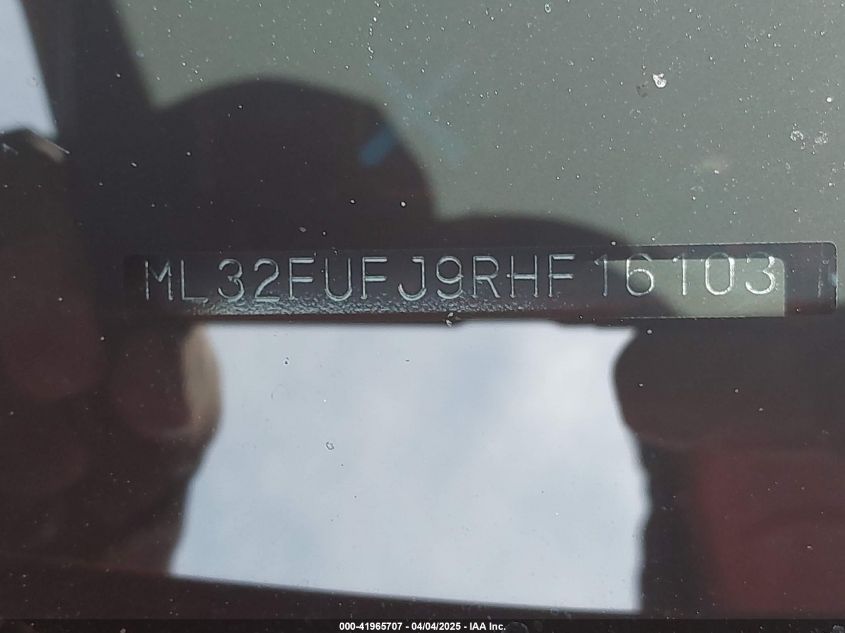 ML32FUFJ9RHF16103
000-41965707 - 04/04/2025 - IAA Inc.